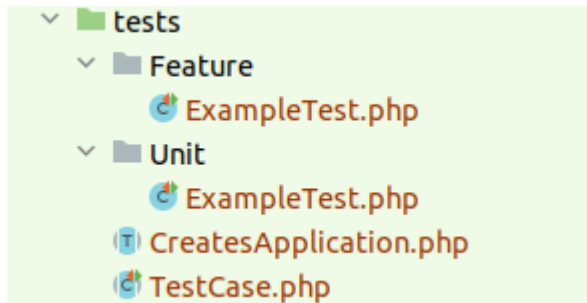 tests
Feature
ExampleTest.php
Unit
ExampleTest.php
CreatesApplication.php
TestCase.php